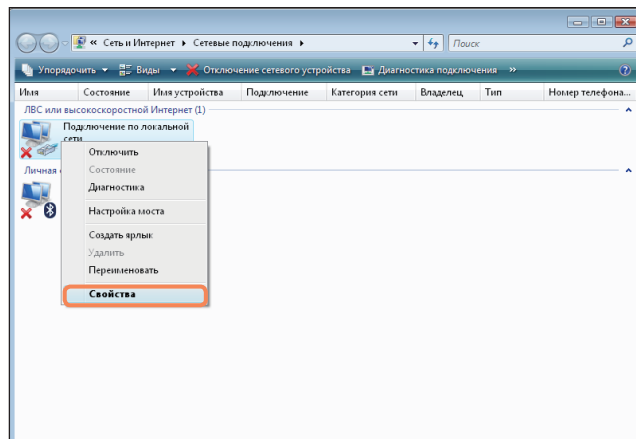 « Сеть и Интернет ▸ Сетевые подключения ▸
Поиск
Упорядочить Виды Отключение сетевого устройства Диагностика подключения »
Имя Состояние Имя устройства Подключение Категория сети Владелец Тип Номер телефона...
ЛВС или высокоскоростной Интернет (1)
Подключение по локальной
сети
Личная
Отключить
Состояние
Диагностика
Настройка моста
Создать ярлык
Удалить
Переименовать
Свойства